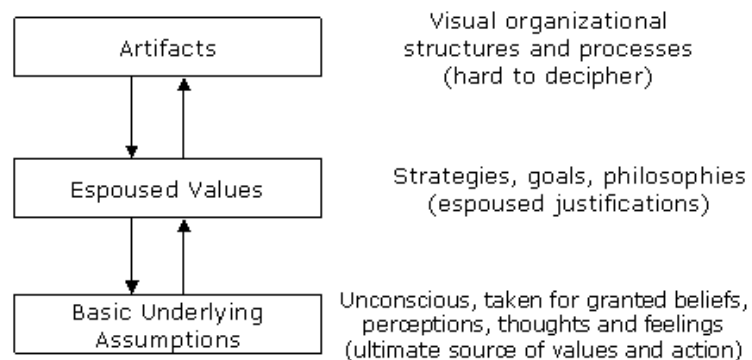 Artifacts
Visual organizational
structures and processes
(hard to decipher)
Espoused Values
Strategies, goals, philosophies
(espoused justifications)
Basic Underlying
Assumptions
Unconscious, taken for granted beliefs,
perceptions, thoughts and feelings
(ultimate source of values and action)